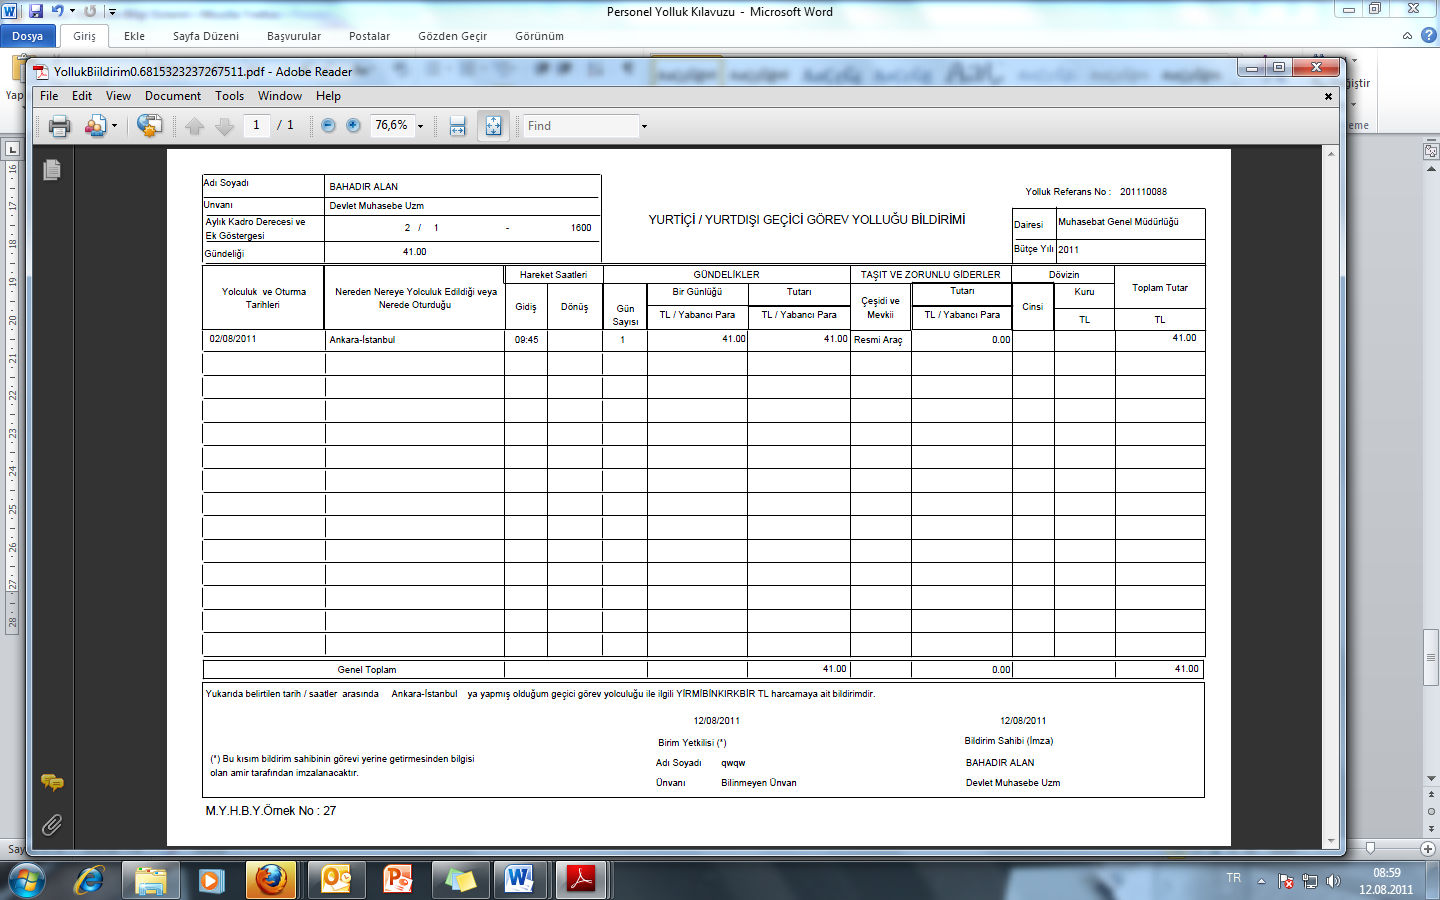 Personel Yolluk Kılavuzu - Microsoft Word
Dosya Giriş Ekle Sayfa Düzeni Başvurular Postalar Gözden Geçir Görünüm
YollukBiildirim0.6815323237267511.pdf - Adobe Reader
File Edit View Document Tools Window Help
1 / 1 76,6% Find
Adı Soyadı BAHADIR ALAN
Unvanı Devlet Muhasebe Uzm
Aylık Kadro Derecesi ve
Ek Göstergesi
2 / 1 - 1600
Gündeliği 41.00
YURTİÇİ / YURTDIŞI GEÇİCİ GÖREV YOLLUĞU BİLDİRİMİ
Yolluk Referans No : 201110088
Dairesi Muhasebat Genel Müdürlüğü
Bütçe Yılı 2011
Yolculuk ve Oturma
Tarihleri
Nereden Nereye Yolculuk Edildiği veya
Nerede Oturduğu
Hareket Saatleri
Gidiş Dönüş
GÜNDELİKLER
Gün
Sayısı
Bir Günlüğü
TL / Yabancı Para
Tutarı
TL / Yabancı Para
TAŞIT VE ZORUNLU GİDERLER
Çeşidi ve
Mevkii
Tutarı
TL / Yabancı Para
Dövizin
Cinsi
Kuru
TL
Toplam Tutar
TL
02/08/2011 Ankara-İstanbul 09:45 1 41.00 41.00 Resmi Araç 0.00 41.00
Genel Toplam 41.00 0.00 41.00
Yukarıda belirtilen tarih / saatler arasında Ankara-İstanbul ya yapmış olduğum geçici görev yolculuğu ile ilgili YİRMİBİNKIRKBİR TL harcamaya ait bildirimdir.
12/08/2011 12/08/2011
Birim Yetkilisi (*) Bildirim Sahibi (İmza)
(*) Bu kısım bildirim sahibinin görevi yerine getirmesinden bilgisi
olan amir tarafından imzalanacaktır.
Adı Soyadı qwqw BAHADIR ALAN
Ünvanı Bilinmeyen Ünvan Devlet Muhasebe Uzm
M.Y.H.B.Y.Örnek No : 27
TR 08:59
12.08.2011